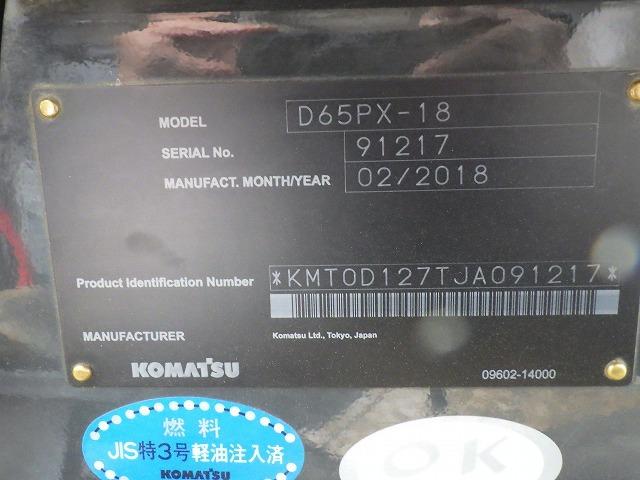 MODEL D65PX-18
SERIAL No. 91217
MANUFACT. MONTH/YEAR 02/2018
Product Identification Number *KMT0D127TJA091217*
MANUFACTURER Komatsu Ltd., Tokyo, Japan
KOMATSU 09602-14000
燃料
JIS特3号軽油注入済
KOMATSU
OK